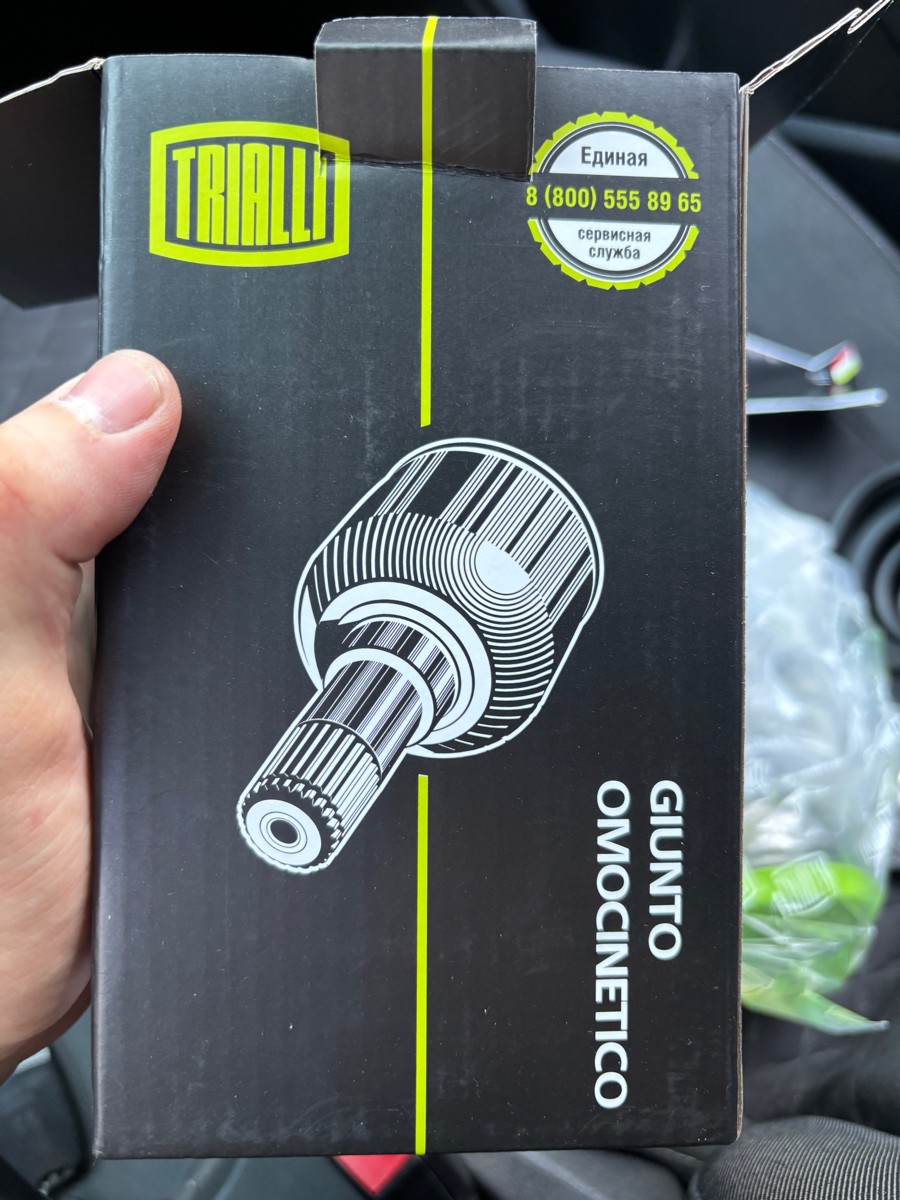 TRIALLI
Единая
8 (800) 555 89 65
сервисная
служба
GIUNTO
OMOCINETICO